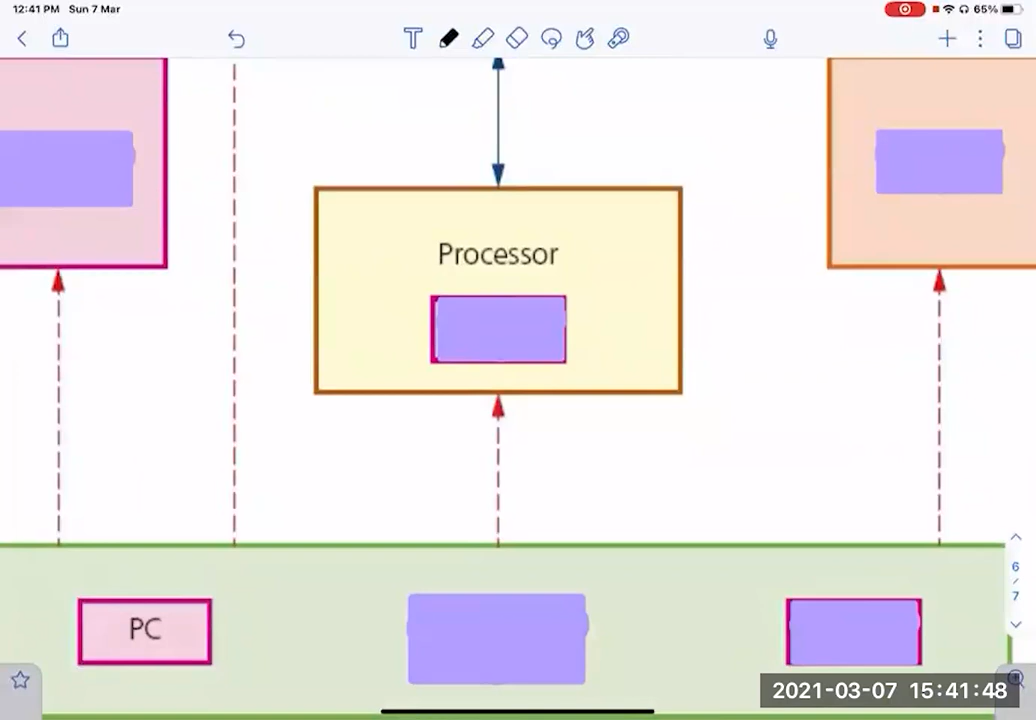 12:41 PM Sun 7 Mar
65%
T
Processor
PC
6
/
7
2021-03-07 15:41:48